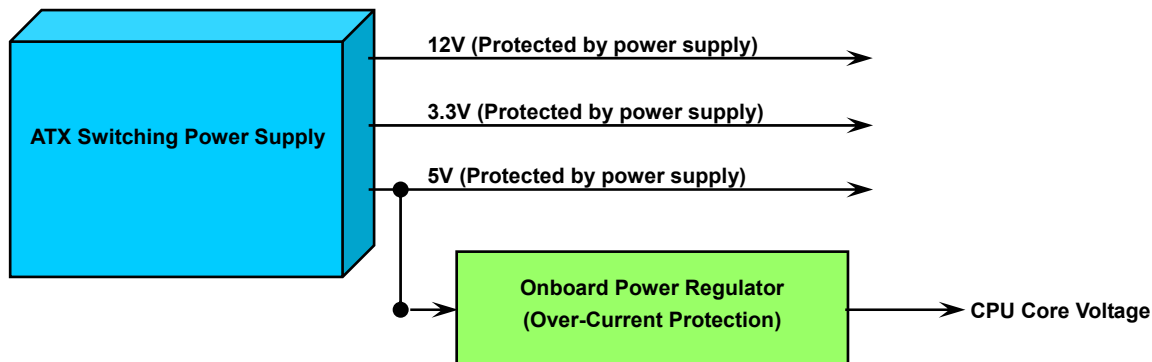 12V (Protected by power supply)
3.3V (Protected by power supply)
ATX Switching Power Supply
5V (Protected by power supply)
Onboard Power Regulator
(Over-Current Protection)
CPU Core Voltage